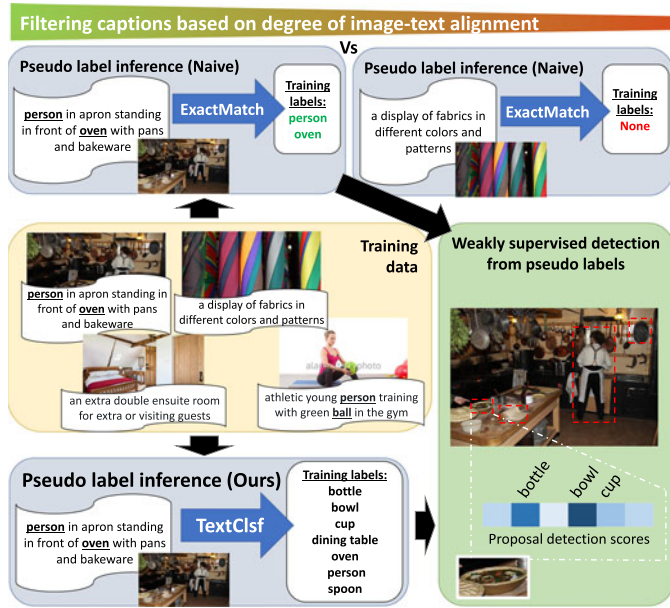 Filtering captions based on degree of image-text alignment
Vs
Pseudo label inference (Naive)
person in apron standing
in front of oven with pans
and bakeware
ExactMatch
Training
labels:
person
oven
Pseudo label inference (Naive)
a display of fabrics in
different colors and
patterns
ExactMatch
Training
labels:
None
Training
data
person in apron standing in
front of oven with pans
and bakeware
a display of fabrics in
different colors and patterns
an extra double ensuite room
for extra or visiting guests
athletic young person training
with green ball in the gym
Weakly supervised detection
from pseudo labels
bottle
bowl
cup
Proposal detection scores
Pseudo label inference (Ours)
person in apron standing
in front of oven with pans
and bakeware
TextClsf
Training labels:
bottle
bowl
cup
dining table
oven
person
spoon